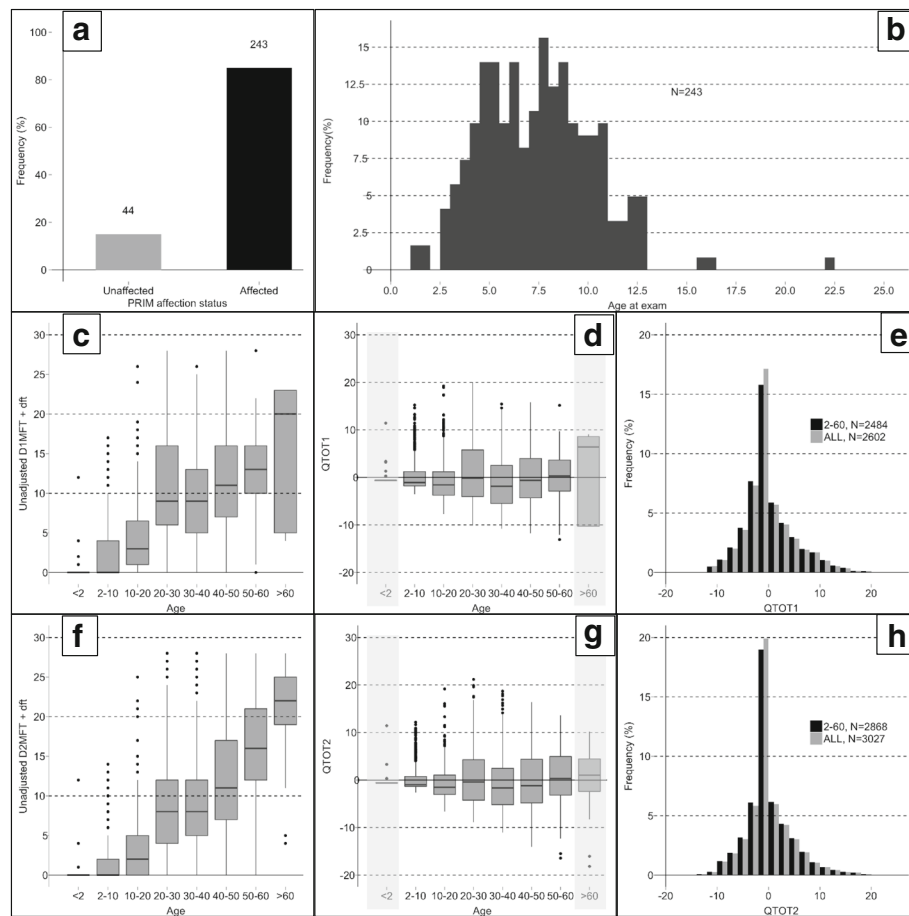 a
243
44
100
80
60
40
20
0
Frequency (%)
Unaffected
Affected
PRIM affection status
b
N=243
15
12.5
10
7.5
5
2.5
0
Frequency(%)
0.0
2.5
5.0
7.5
10.0
12.5
15.0
17.5
20.0
22.5
25.0
Age at exam
c
30
25
20
15
10
5
0
Unadjusted D1MFT + dft
<2 2-10 10-20 20-30 30-40 40-50 50-60 >60
Age
d
30
20
10
0
-10
-20
QTOT1
<2 2-10 10-20 20-30 30-40 40-50 50-60 >60
Age
e
20
15
10
5
0
Frequency (%)
2-60, N=2484
ALL, N=2602
-20 -10 0 10 20
QTOT1
f
30
25
20
15
10
5
0
Unadjusted D2MFT + dft
<2 2-10 10-20 20-30 30-40 40-50 50-60 >60
Age
g
30
20
10
0
-10
-20
QTOT2
<2 2-10 10-20 20-30 30-40 40-50 50-60 >60
Age
h
20
15
10
5
0
Frequency (%)
2-60, N=2868
ALL, N=3027
-20 -10 0 10 20
QTOT2